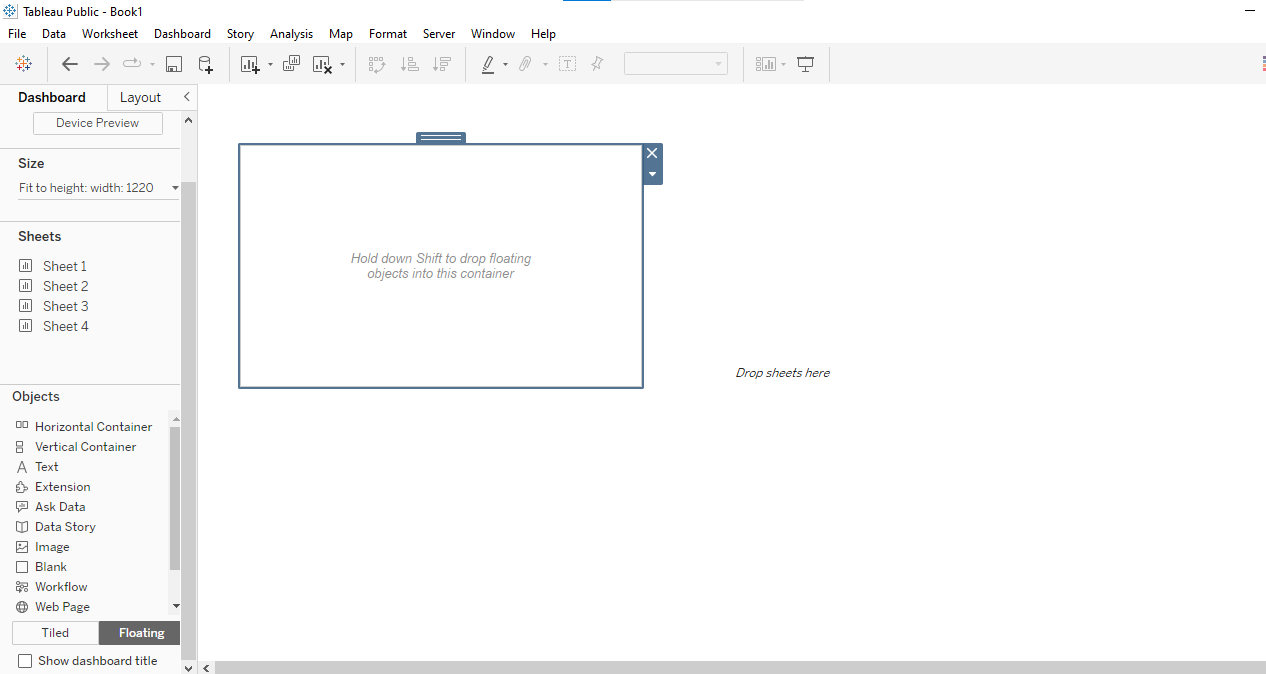 Tableau Public - Book1
File Data Worksheet Dashboard Story Analysis Map Format Server Window Help
Dashboard Layout
Device Preview
Size
Fit to height: width: 1220
Sheets
Sheet 1
Sheet 2
Sheet 3
Sheet 4
Objects
Horizontal Container
Vertical Container
Text
Extension
Ask Data
Data Story
Image
Blank
Workflow
Web Page
Tiled Floating
Show dashboard title
Hold down Shift to drop floating
objects into this container
Drop sheets here